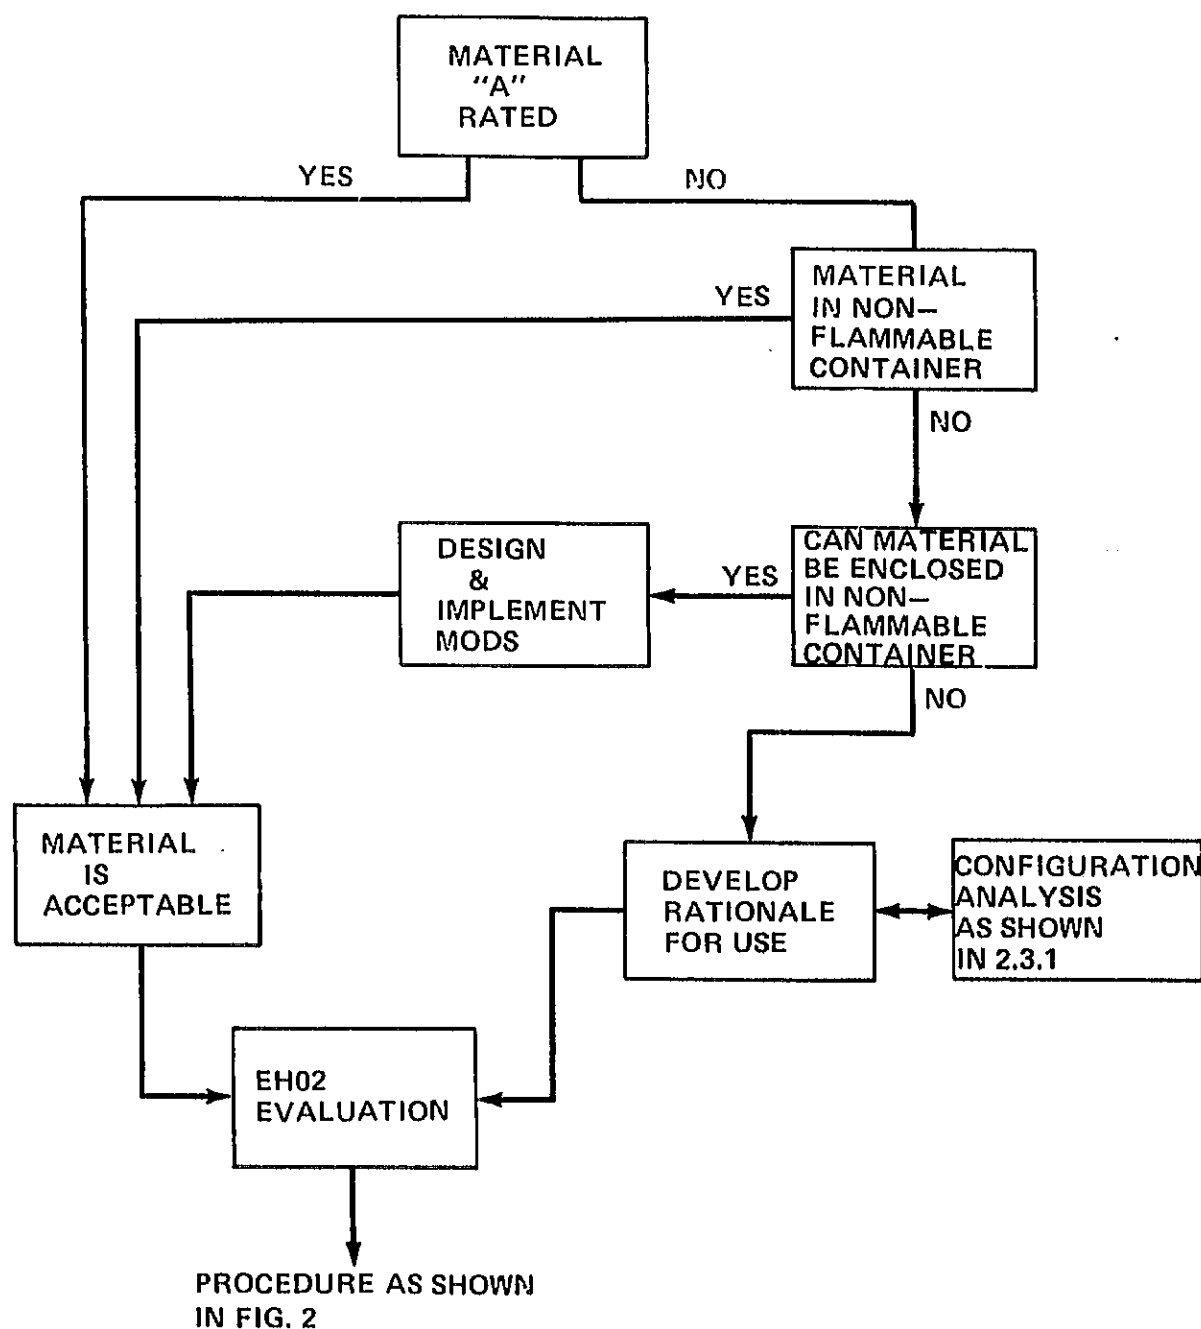 MATERIAL
"A"
RATED
YES
NO
MATERIAL
IN NON–
FLAMMABLE
CONTAINER
YES
NO
CAN MATERIAL
BE ENCLOSED
IN NON–
FLAMMABLE
CONTAINER
YES
DESIGN
&
IMPLEMENT
MODS
NO
MATERIAL
IS
ACCEPTABLE
DEVELOP
RATIONALE
FOR USE
CONFIGURATION
ANALYSIS
AS SHOWN
IN 2.3.1
EH02
EVALUATION
PROCEDURE AS SHOWN
IN FIG. 2